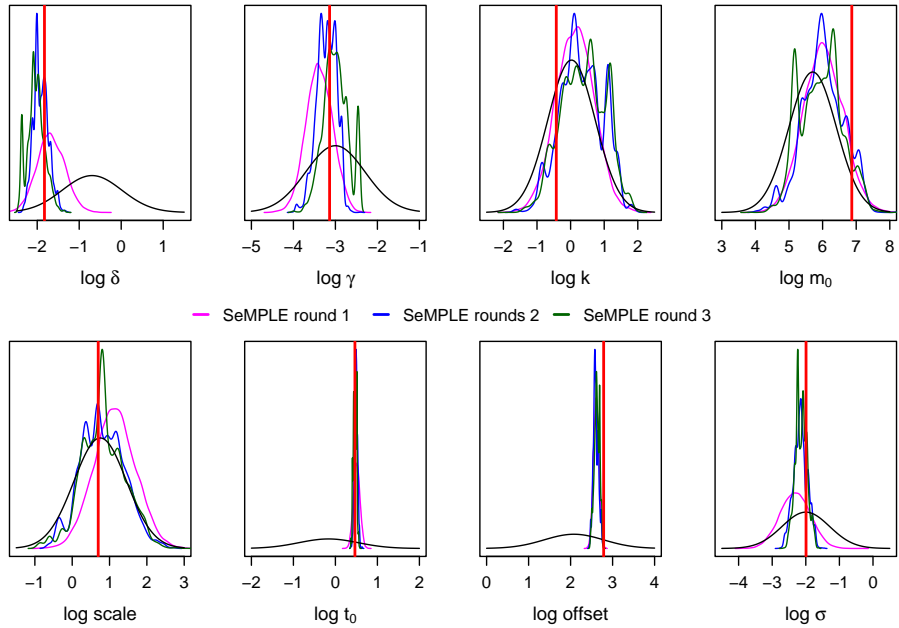 −2 −1 0 1
log δ
−5 −4 −3 −2 −1
log γ
−2 −1 0 1 2
log k
3 4 5 6 7 8
log m₀
SeMPLE round 1 SeMPLE rounds 2 SeMPLE round 3
−1 0 1 2 3
log scale
−2 −1 0 1 2
log t₀
0 1 2 3 4
log offset
−4 −3 −2 −1 0
log σ